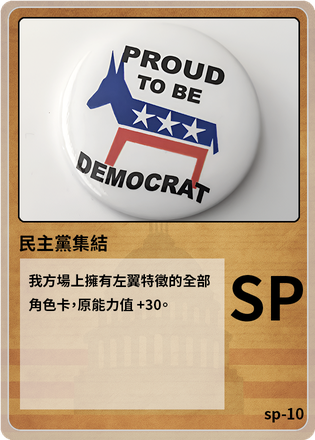 PROUD
TO BE
DEMOCRAT
民主黨集結
我方場上擁有左翼特徵的全部
角色卡,原能力值 +30。
SP
sp-10